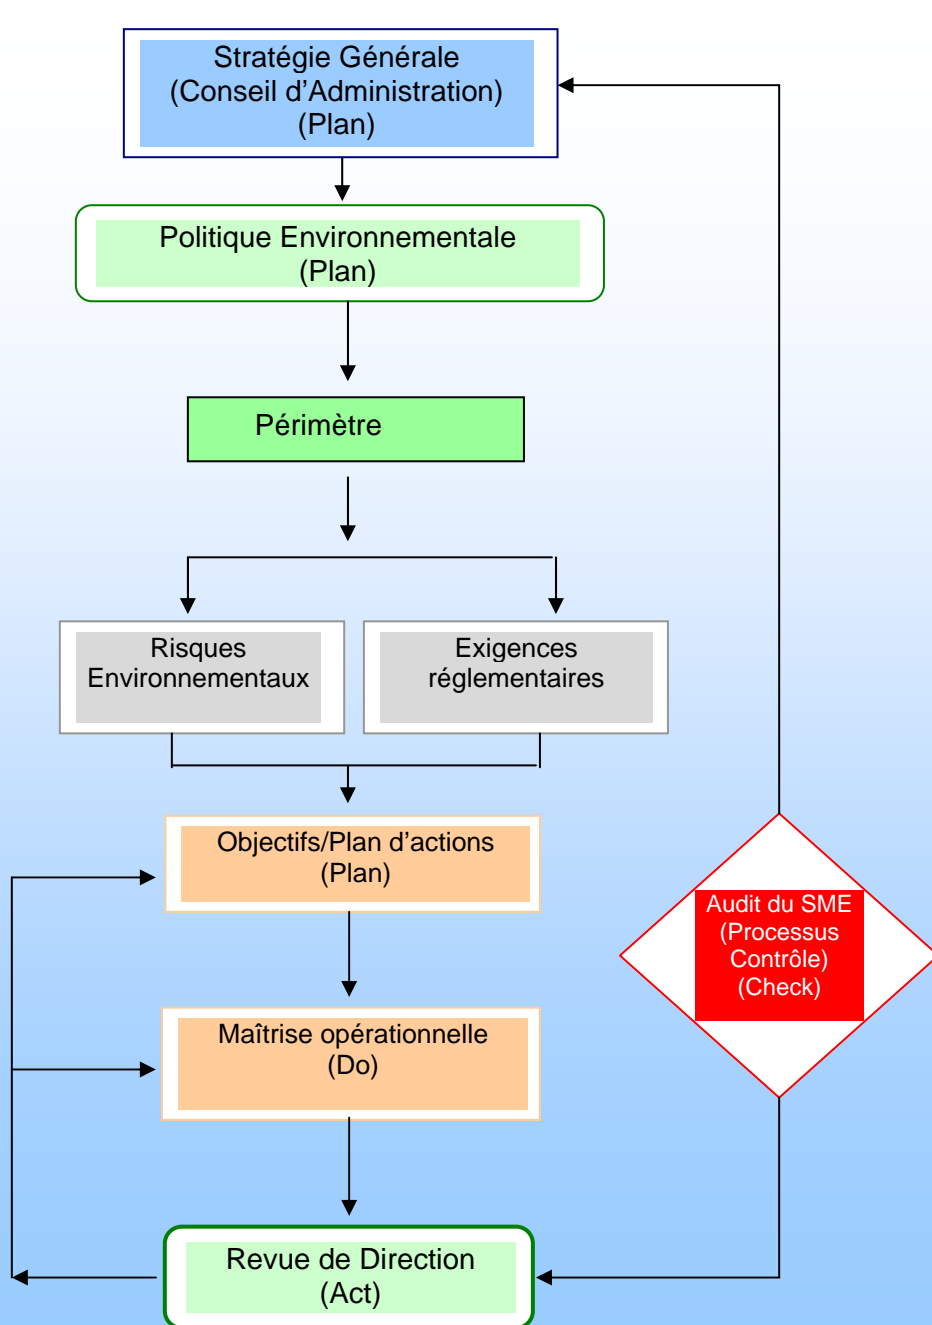 Stratégie Générale
(Conseil d'Administration)
(Plan)
Politique Environnementale
(Plan)
Périmètre
Risques
Environnementaux
Exigences
réglementaires
Objectifs/Plan d'actions
(Plan)
Audit du SME
(Processus
Contrôle)
(Check)
Maîtrise opérationnelle
(Do)
Revue de Direction
(Act)